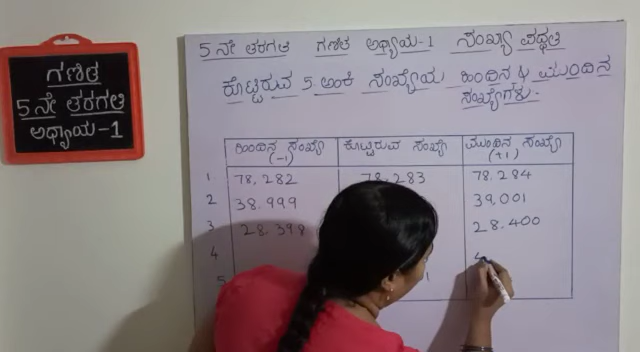 ಗಣಿತ
5 ನೇ ತರಗತಿ
ಅಧ್ಯಾಯ-1
5 ನೇ ತರಗತಿ ಗಣಿತ ಅಧ್ಯಾಯ-1 ಸಂಖ್ಯಾ ಪದ್ಧತಿ
ಕೊಟ್ಟಿರುವ 5-ಅಂಕಿ ಸಂಖ್ಯೆಯ ಹಿಂದಿನ & ಮುಂದಿನ
ಸಂಖ್ಯೆಗಳು-
ಹಿಂದಿನ ಸಂಖ್ಯೆ ಕೊಟ್ಟಿರುವ ಸಂಖ್ಯೆ ಮುಂದಿನ ಸಂಖ್ಯೆ
(-1) (+1)
1. 78,282 78,283 78,284
2 38.999 39,001
3 28.398 28.400
4
5